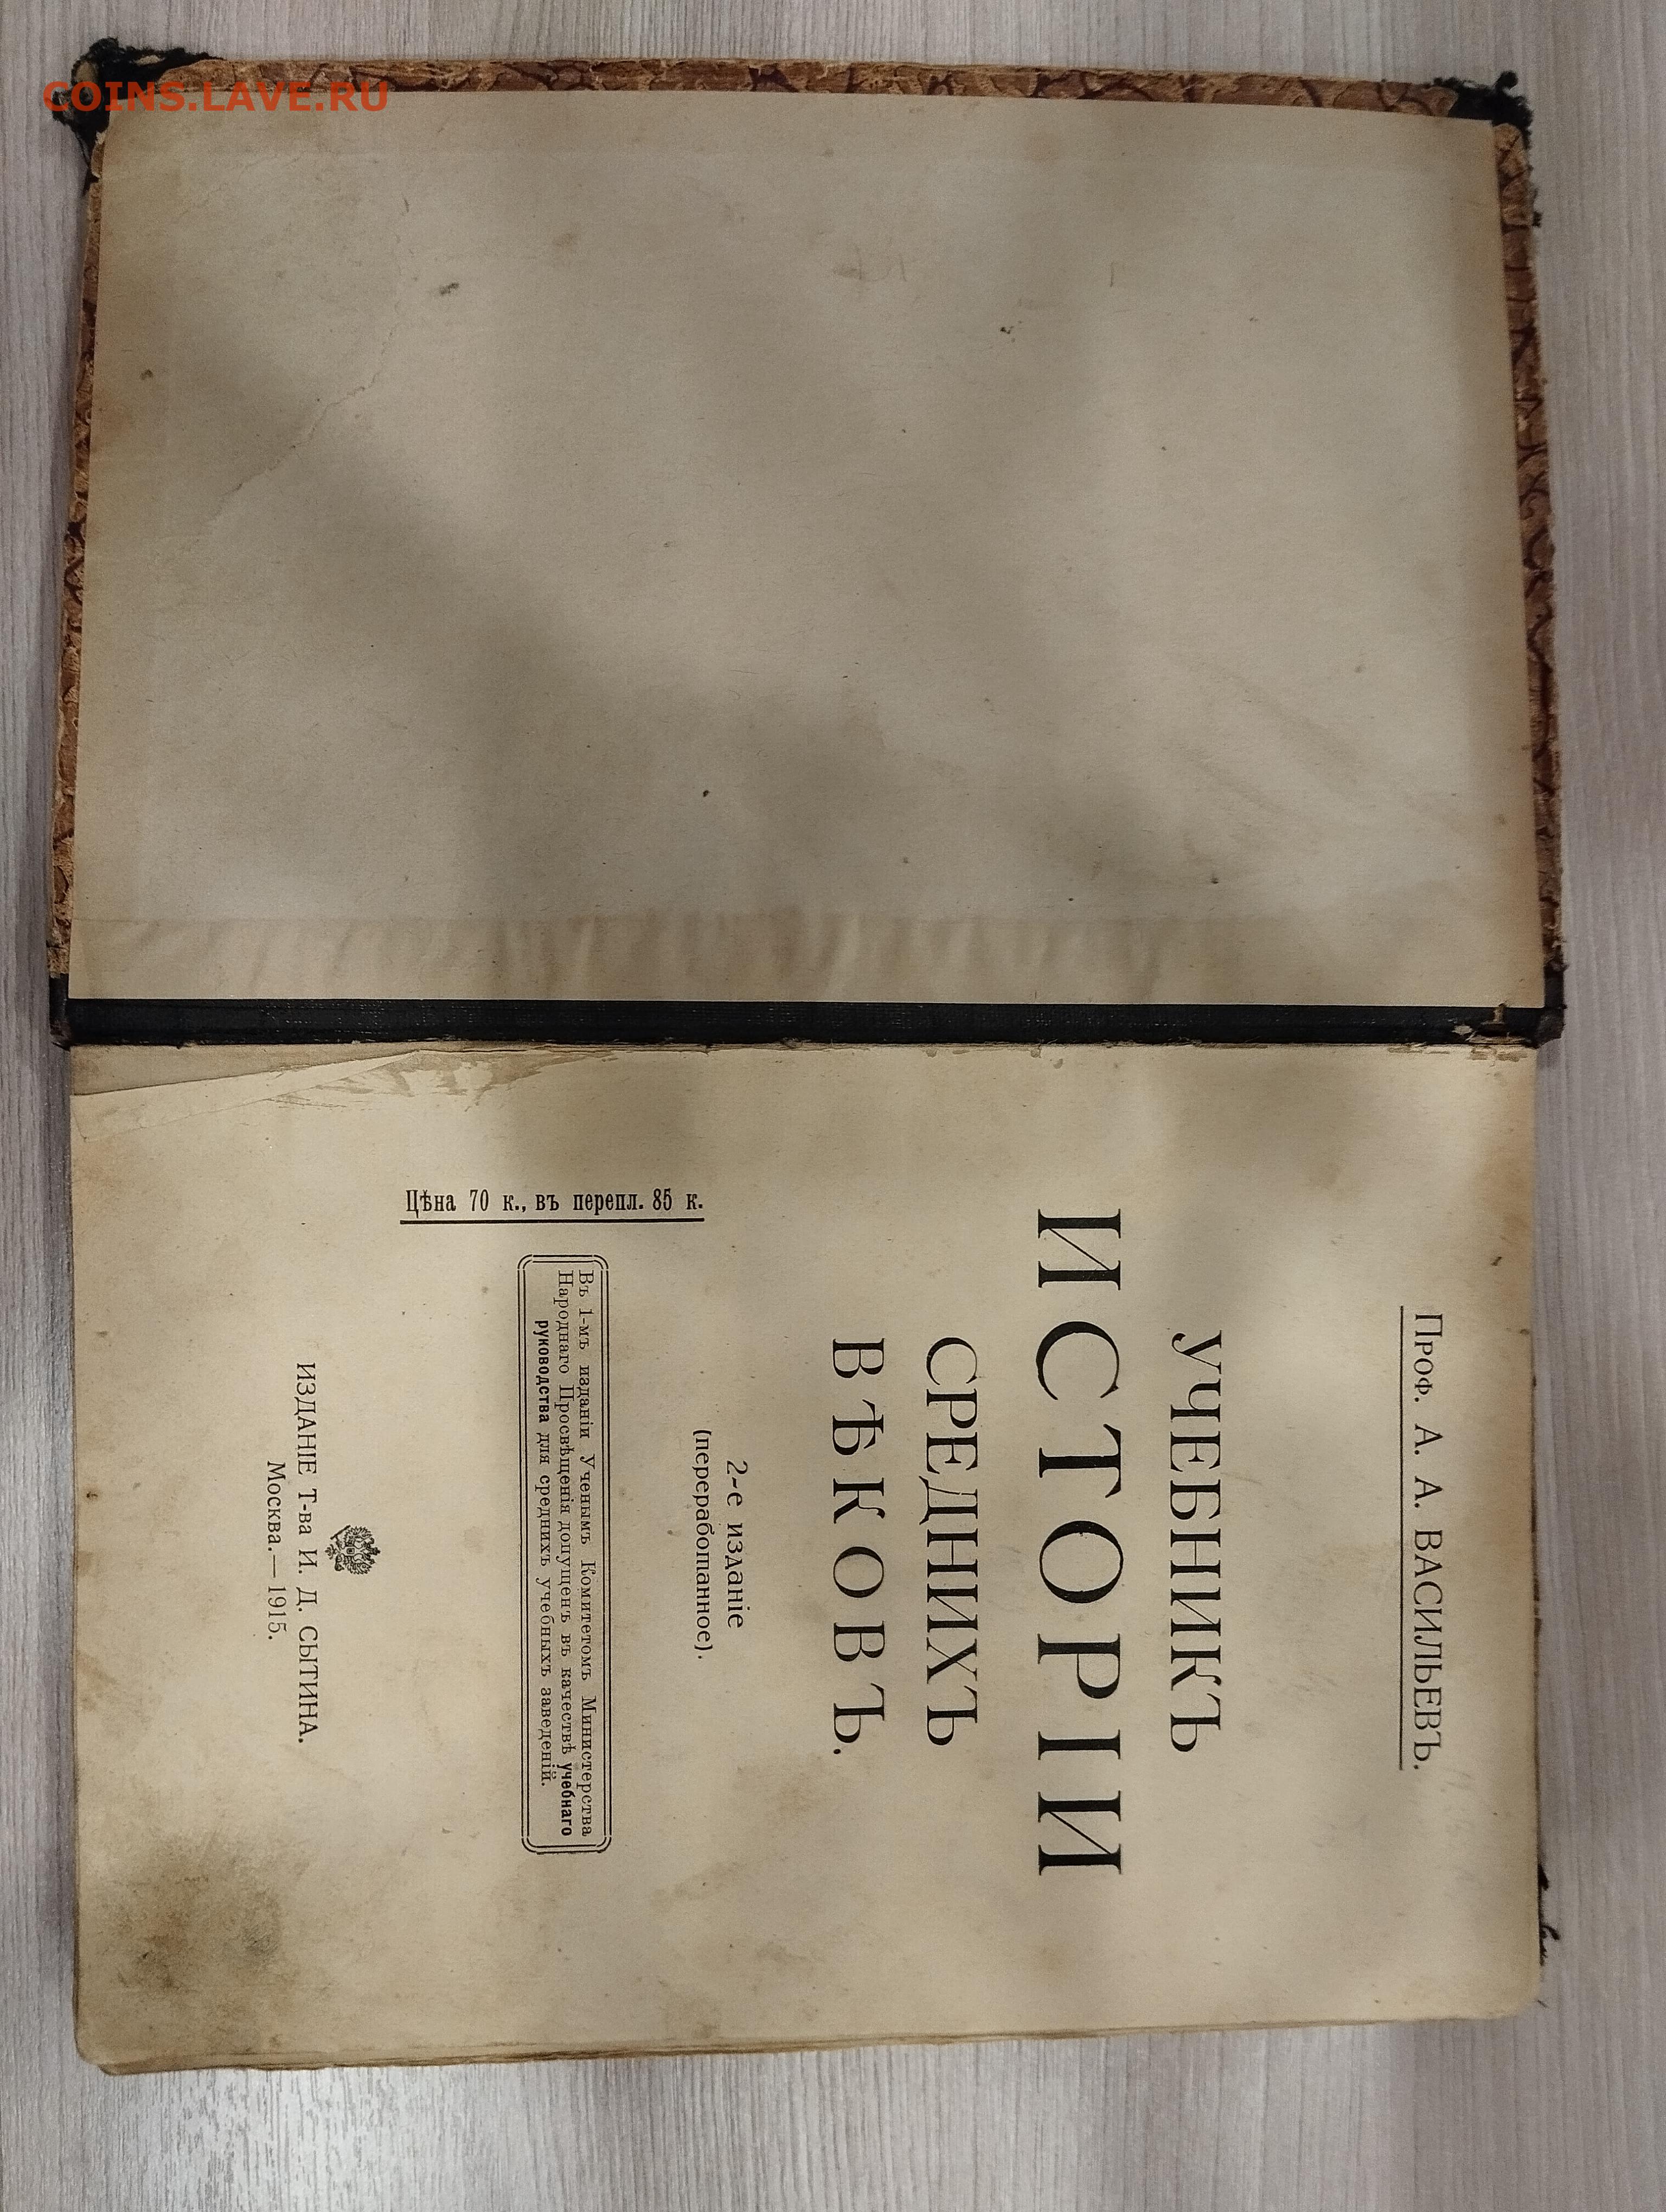 COINS.LAVE.RU
Проф. А. А. ВАСИЛЬЕВЪ.
УЧЕБНИКЪ
ИСТОРІИ
СРЕДНИХЪ
ВѢКОВЪ.
2-е изданіе
(переработанное).
Въ 1-мъ изданіи Ученымъ Комитетомъ Министерства
Народнаго Просвѣщенія допущенъ въ качествѣ учебнаго
руководства для среднихъ учебныхъ заведеній.
Цѣна 70 к., въ перепл. 85 к.
ИЗДАНІЕ Т-ва И. Д. СЫТИНА.
Москва.—1915.